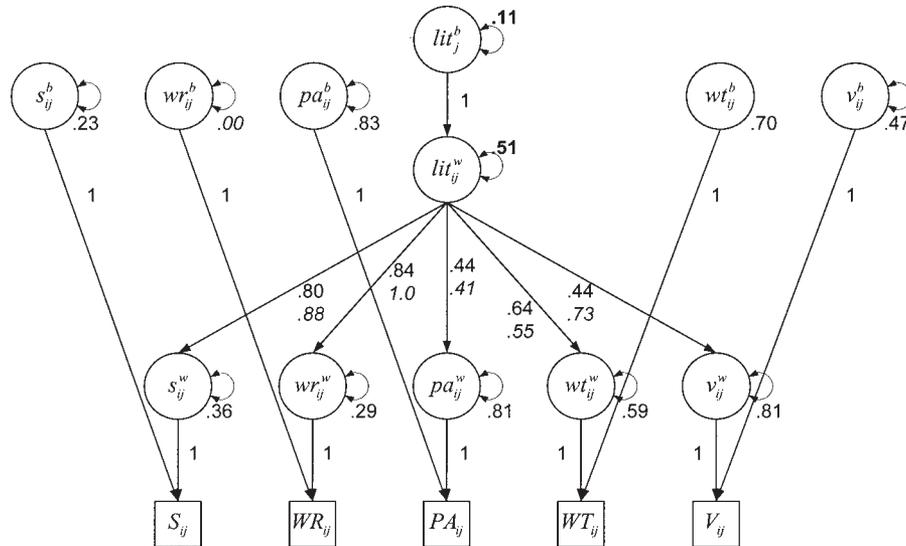 .11
lit_j^b
s_ij^b wr_ij^b pa_ij^b wt_ij^b v_ij^b
.23 .00 .83 1 .70 .47
.51
lit_ij^w
1 1 1 1 1
.80 .84 .44 .64 .44
.88 1.0 .41 .55 .73
s_ij^w wr_ij^w pa_ij^w wt_ij^w v_ij^w
.36 .29 .81 .59 .81
1 1 1 1 1
S_ij WR_ij PA_ij WT_ij V_ij